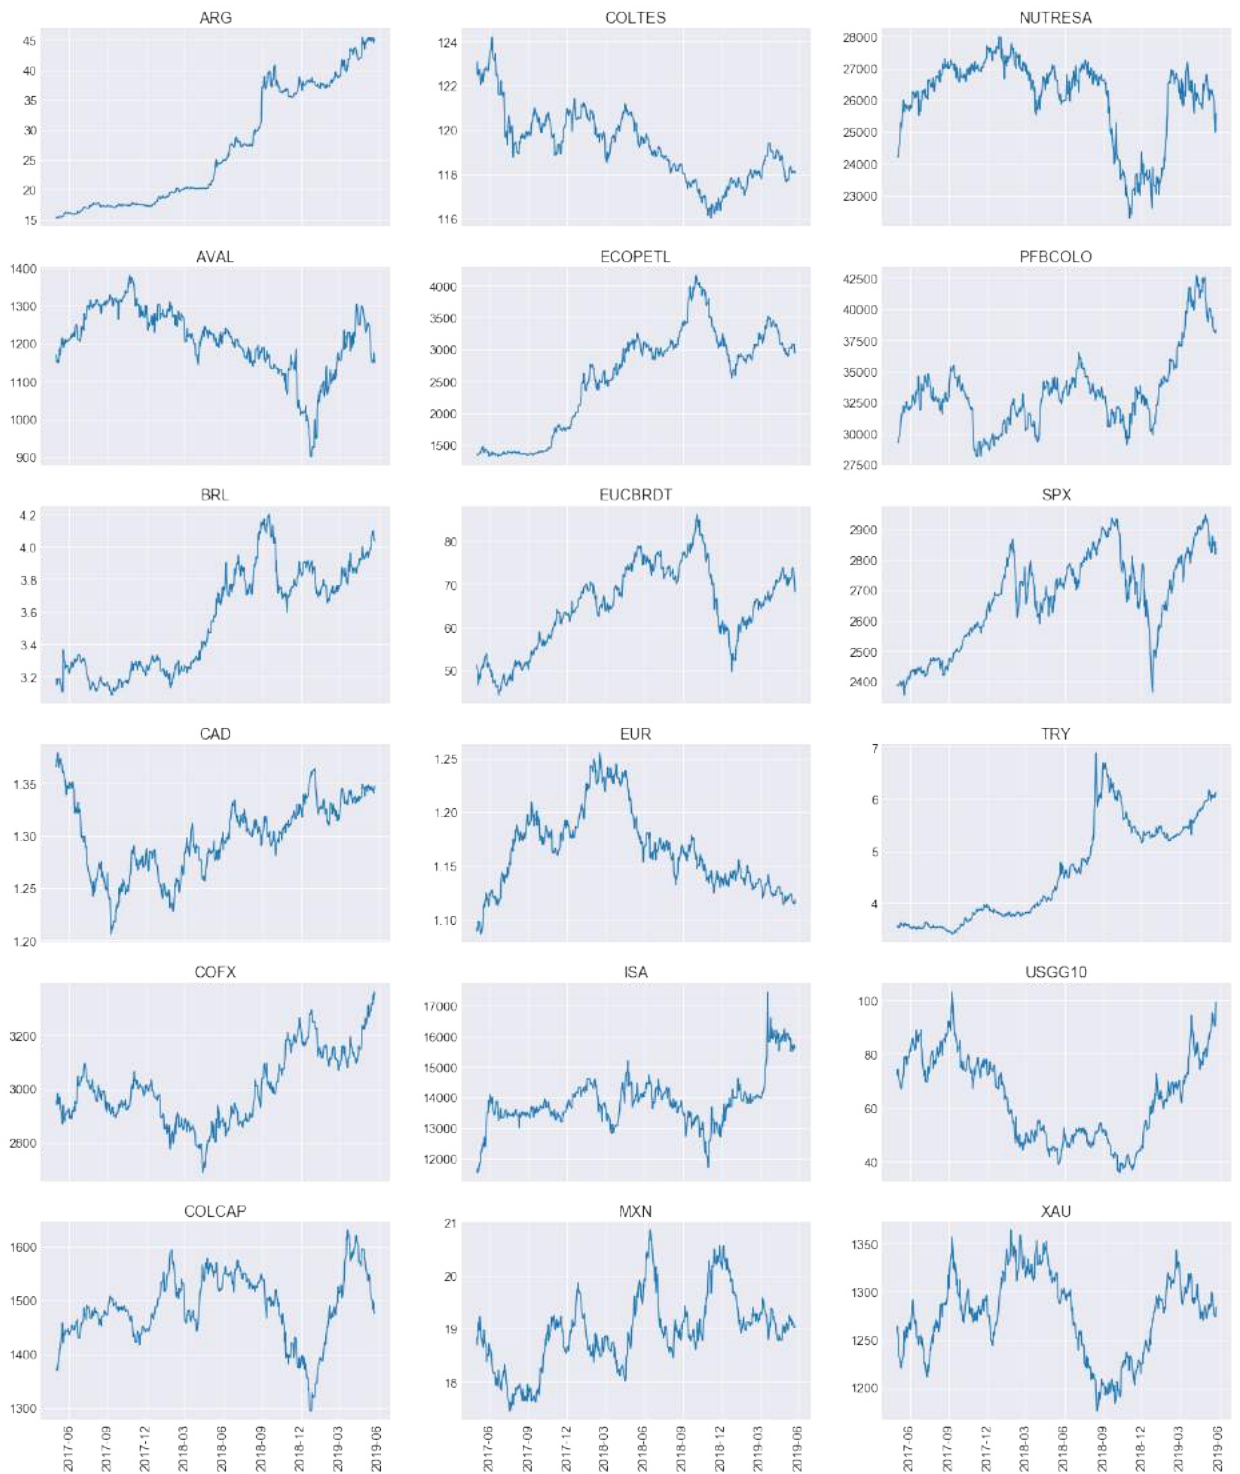 ARG COLTES NUTRESA
45 124 28000
40 122 27000
35 120 26000
30 118 25000
25 116 24000
20 23000
15
AVAL ECOPETL PFBCOLO
1400 4000 42500
1300 3500 40000
1200 3000 37500
1100 2500 35000
1000 2000 32500
900 1500 30000
27500
BRL EUCBRDT SPX
4.2 80 2900
4.0 70 2800
3.8 60 2700
3.6 50 2600
3.4 2500
3.2 2400
CAD EUR TRY
1.35 1.25 7
1.30 1.20 6
1.25 1.15 5
1.20 1.10 4
COFX ISA USGG10
3200 17000 100
3000 16000 80
2800 15000 60
14000 40
13000
12000
COLCAP MXN XAU
1600 21 1350
1500 20 1300
1400 19 1250
1300 18 1200
2017-06 2017-09 2017-12 2018-03 2018-06 2018-09 2018-12 2019-03 2019-06 2017-06 2017-09 2017-12 2018-03 2018-06 2018-09 2018-12 2019-03 2019-06 2017-06 2017-09 2017-12 2018-03 2018-06 2018-09 2018-12 2019-03 2019-06